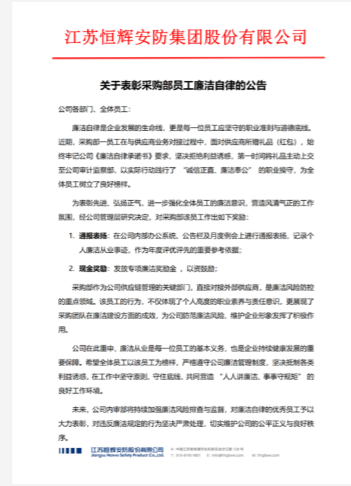 江苏恒辉安防集团股份有限公司
关于表彰采购部员工廉洁自律的公告
公司各部门、全体员工：
廉洁自律是企业发展的生命线，更是每一位员工应坚守的职业准则与道德底线。
近期，采购部一员工在与供应商业务对接过程中，面对供应商所赠礼品（红包），始
终牢记公司《廉洁自律承诺书》要求，坚决拒绝利益诱惑，第一时间将礼品主动上交
至公司审计监察部，以实际行动践行了 “诚信正直、廉洁奉公” 的职业操守，为全
体员工树立了良好榜样。
为表彰先进、弘扬正气，进一步强化全体员工的廉洁意识，营造风清气正的工作
氛围，经公司管理层研究决定，对采购部该员工作出如下奖励：
1. 通报表扬：在公司内部办公系统、公告栏及月度例会上进行通报表扬，记录个
人廉洁从业事迹，作为年度评优评先的重要参考依据；
2. 现金奖励：发放专项廉洁奖励金 ，以资鼓励；
采购部作为公司供应链管理的关键部门，直接对接外部供应商，是廉洁风险防控
的重点领域。该员工的行为，不仅体现了个人高度的职业素养与责任意识，更展现了
采购团队在廉洁建设方面的成效，为公司防范廉洁风险、维护企业形象发挥了积极作
用。
公司在此重申，廉洁从业是每一位员工的基本义务，也是企业持续健康发展的重
要保障。希望全体员工以该员工为榜样，严格遵守公司廉洁管理制度，坚决抵制各类
利益诱惑，在工作中坚守原则、守住底线，共同营造 “人人讲廉洁、事事守规矩” 的
良好工作环境。
未来，公司内审部将持续加强廉洁风险排查与监督，对廉洁自律的优秀员工予以
大力表彰，对违反廉洁规定的行为坚决严肃处理，切实维护公司的公平正义与良好秩
序。
江苏恒辉安防股份有限公司
Jiangsu Hanvo Safety Product Co., Ltd.